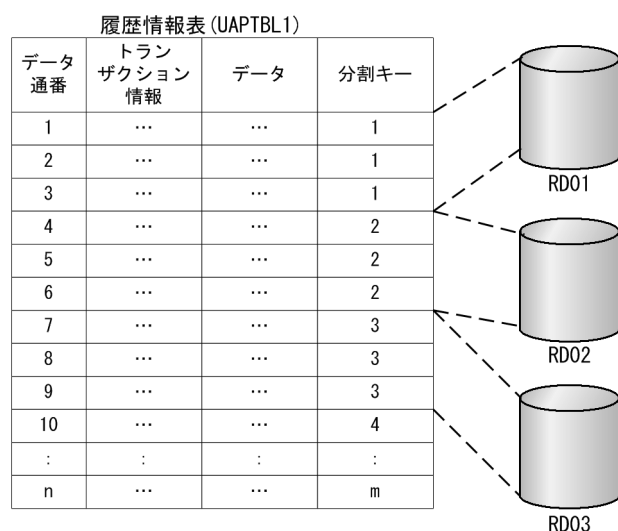 履歴情報表(UAPTBL1)
データ
通番
トラン
ザクション
情報
データ
分割キー
1 … … 1
2 … … 1
3 … … 1
4 … … 2
5 … … 2
6 … … 2
7 … … 3
8 … … 3
9 … … 3
10 … … 4
: : : :
n … … m
RD01
RD02
RD03